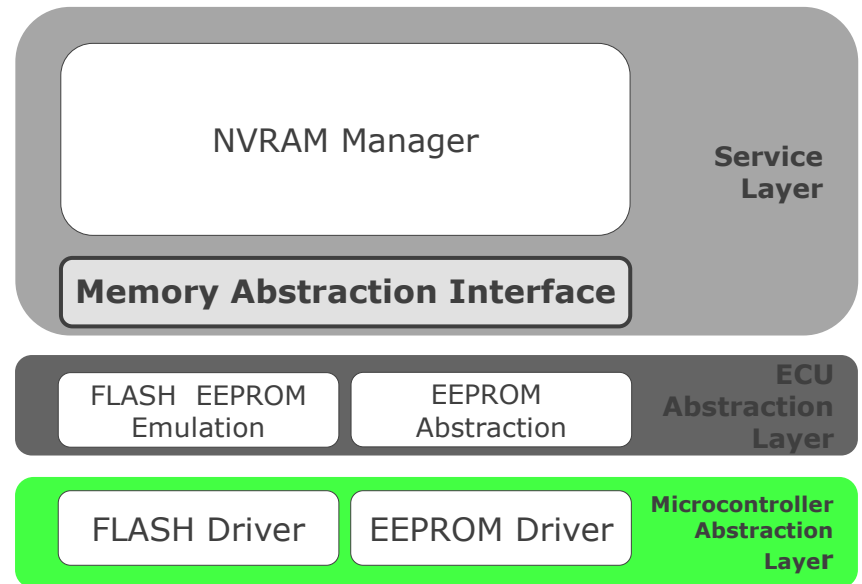 NVRAM Manager
Service
Layer
Memory Abstraction Interface
FLASH EEPROM
Emulation
EEPROM
Abstraction
ECU
Abstraction
Layer
FLASH Driver
EEPROM Driver
Microcontroller
Abstraction
Layer